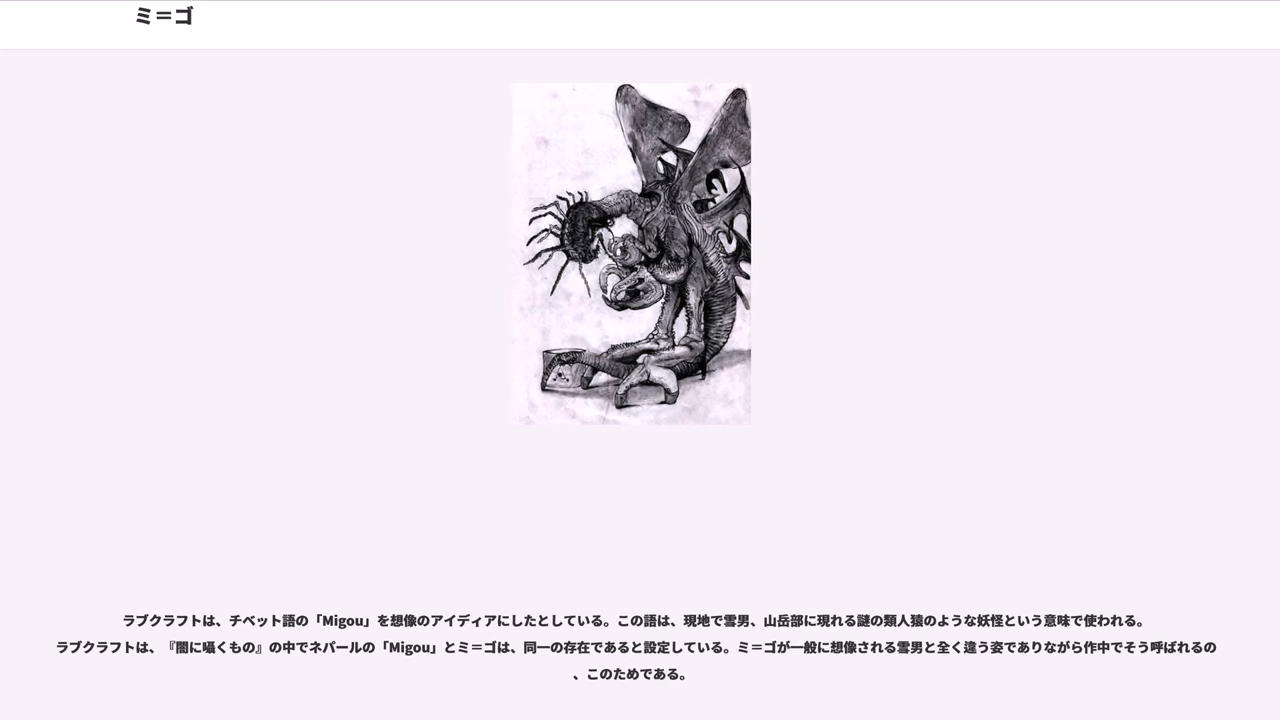 ミ＝ゴ
ラブクラフトは、チベット語の「Migou」を想像のアイディアにしたとしている。この語は、現地で雪男、山岳部に現れる謎の類人猿のような妖怪という意味で使われる。
ラブクラフトは、『闇に囁くもの』の中でネパールの「Migou」とミ＝ゴは、同一の存在であると設定している。ミ＝ゴが一般に想像される雪男と全く違う姿でありながら作中でそう呼ばれるの
、このためである。